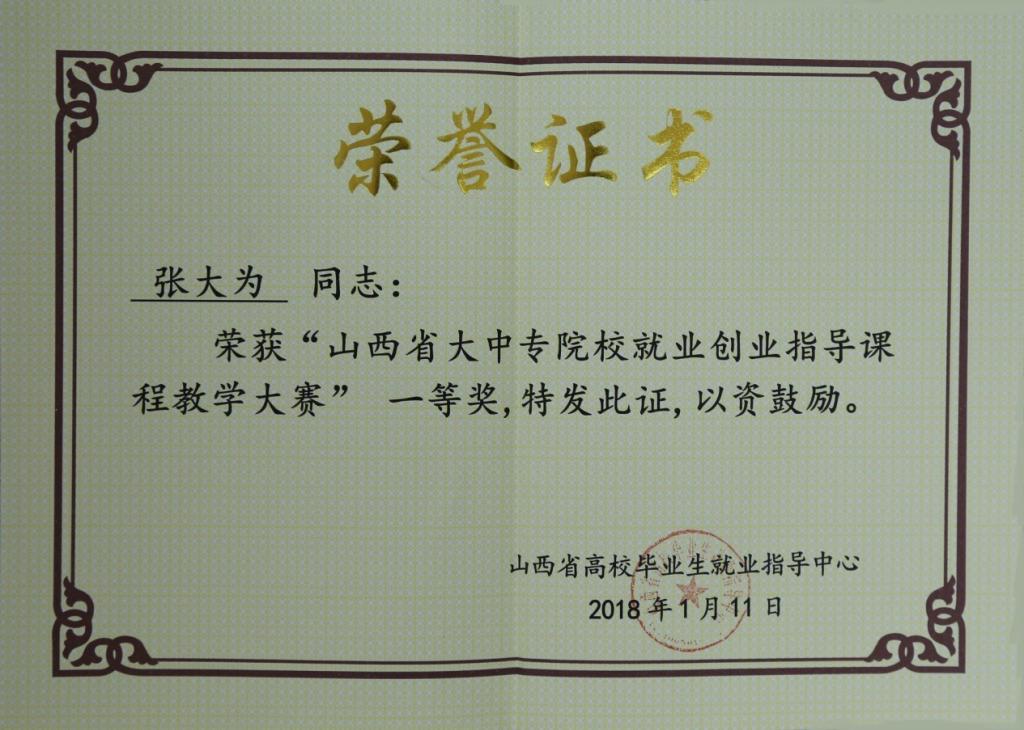 荣誉证书
张大为 同志：
荣获“山西省大中专院校就业创业指导课
程教学大赛” 一等奖,特发此证,以资鼓励。
山西省高校毕业生就业指导中心
2018 年 1 月 11 日